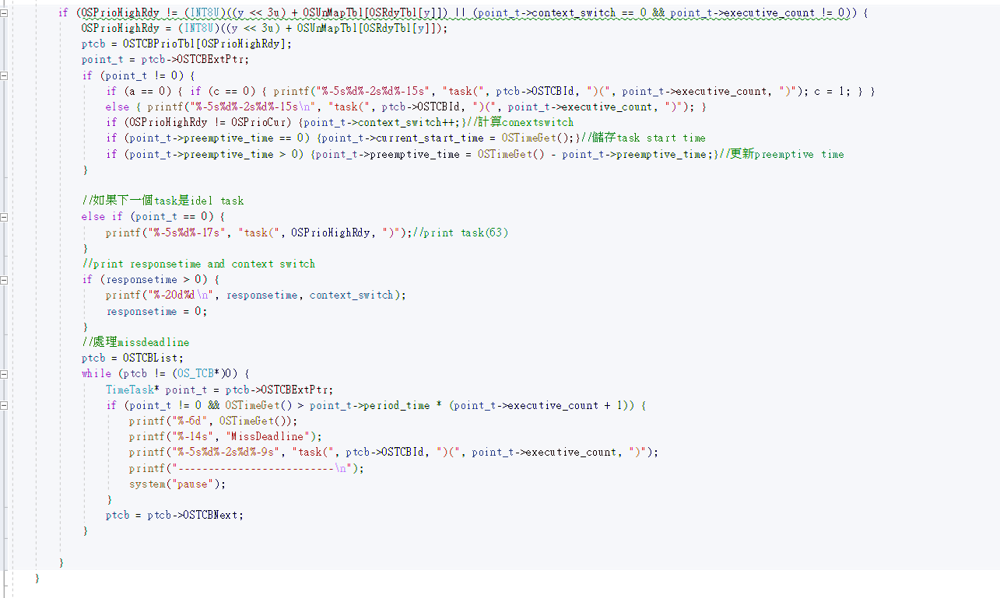 if (OSPrioHighRdy != (INT8U)((y << 3u) + OSUnMapTbl[OSRdyTbl[y]]) || (point_t->context_switch == 0 && point_t->executive_count != 0)) {
OSPrioHighRdy = (INT8U)((y << 3u) + OSUnMapTbl[OSRdyTbl[y]]);
ptcb = OSTCBPrioTbl[OSPrioHighRdy];
point_t = ptcb->OSTCBExtPtr;
if (point_t != 0) {
if (a == 0) { if (c == 0) { printf("%-5s%d%-2s%d%-15s", "task(", ptcb->OSTCBId, ")(", point_t->executive_count, ")"); c = 1; } }
else { printf("%-5s%d%-2s%d%-15s\n", "task(", ptcb->OSTCBId, ")(", point_t->executive_count, ")"); }
if (OSPrioHighRdy != OSPrioCur) {point_t->context_switch++;}//計算conextswitch
if (point_t->preemptive_time == 0) {point_t->current_start_time = OSTimeGet();}//儲存task start time
if (point_t->preemptive_time > 0) {point_t->preemptive_time = OSTimeGet() - point_t->preemptive_time;}//更新preemptive time
}
//如果下一個task是idel task
else if (point_t == 0) {
printf("%-5s%d%-17s", "task(", OSPrioHighRdy, ")");//print task(63)
}
//print responsetime and context switch
if (responsetime > 0) {
printf("%-20d%d\n", responsetime, context_switch);
responsetime = 0;
}
//處理missdeadline
ptcb = OSTCBList;
while (ptcb != (OS_TCB*)0) {
TimeTask* point_t = ptcb->OSTCBExtPtr;
if (point_t != 0 && OSTimeGet() > point_t->period_time * (point_t->executive_count + 1)) {
printf("%-6d", OSTimeGet());
printf("%-14s", "MissDeadline");
printf("%-5s%d%-2s%d%-9s", "task(", ptcb->OSTCBId, ")(", point_t->executive_count, ")");
printf("--------------------------\n");
system("pause");
}
ptcb = ptcb->OSTCBNext;
}
}
}